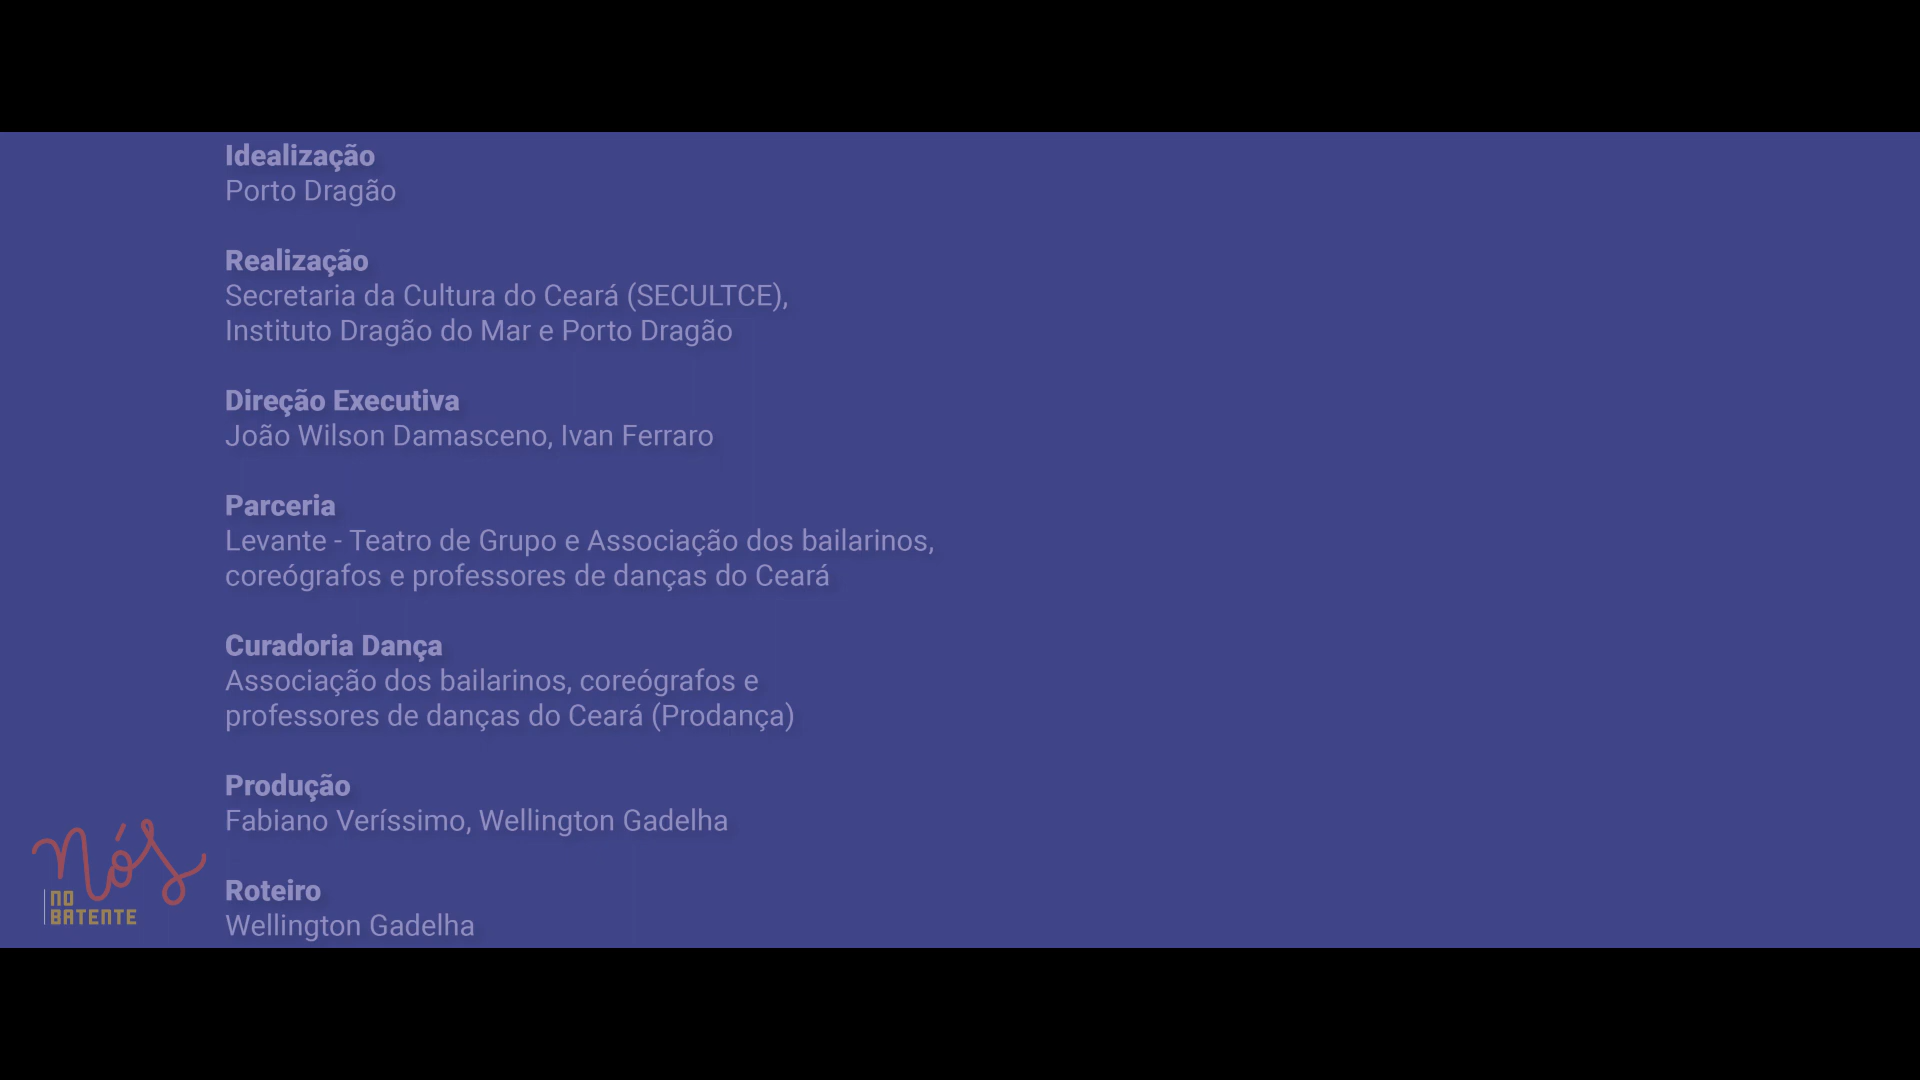 Idealização
Porto Dragão
Realização
Secretaria da Cultura do Ceará (SECULTCE),
Instituto Dragão do Mar e Porto Dragão
Direção Executiva
João Wilson Damasceno, Ivan Ferraro
Parceria
Levante - Teatro de Grupo e Associação dos bailarinos,
coreógrafos e professores de danças do Ceará
Curadoria Dança
Associação dos bailarinos, coreógrafos e
professores de danças do Ceará (Prodança)
Produção
Fabiano Veríssimo, Wellington Gadelha
Roteiro
Wellington Gadelha
nós
NO
BATENTE